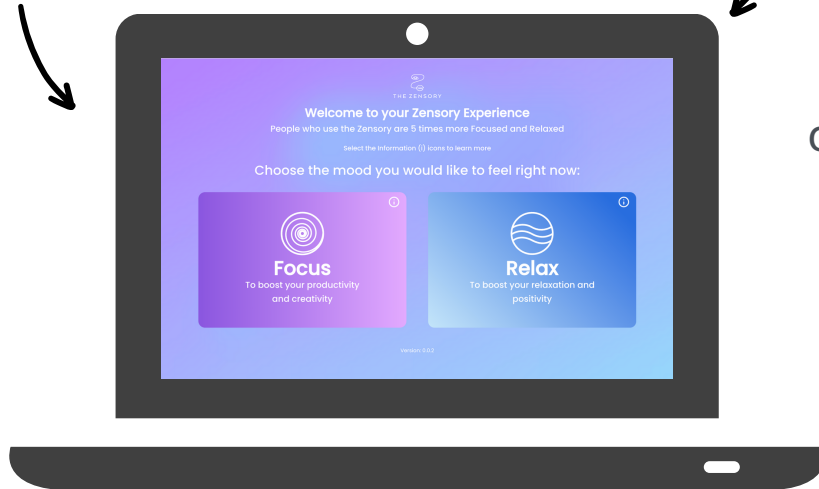 THE ZENSORY
Welcome to your Zensory Experience
People who use the Zensory are 5 times more Focused and Relaxed
Select the Information (i) icons to learn more
Choose the mood you would like to feel right now:
Focus
To boost your productivity
and creativity
Relax
To boost your relaxation and
positivity